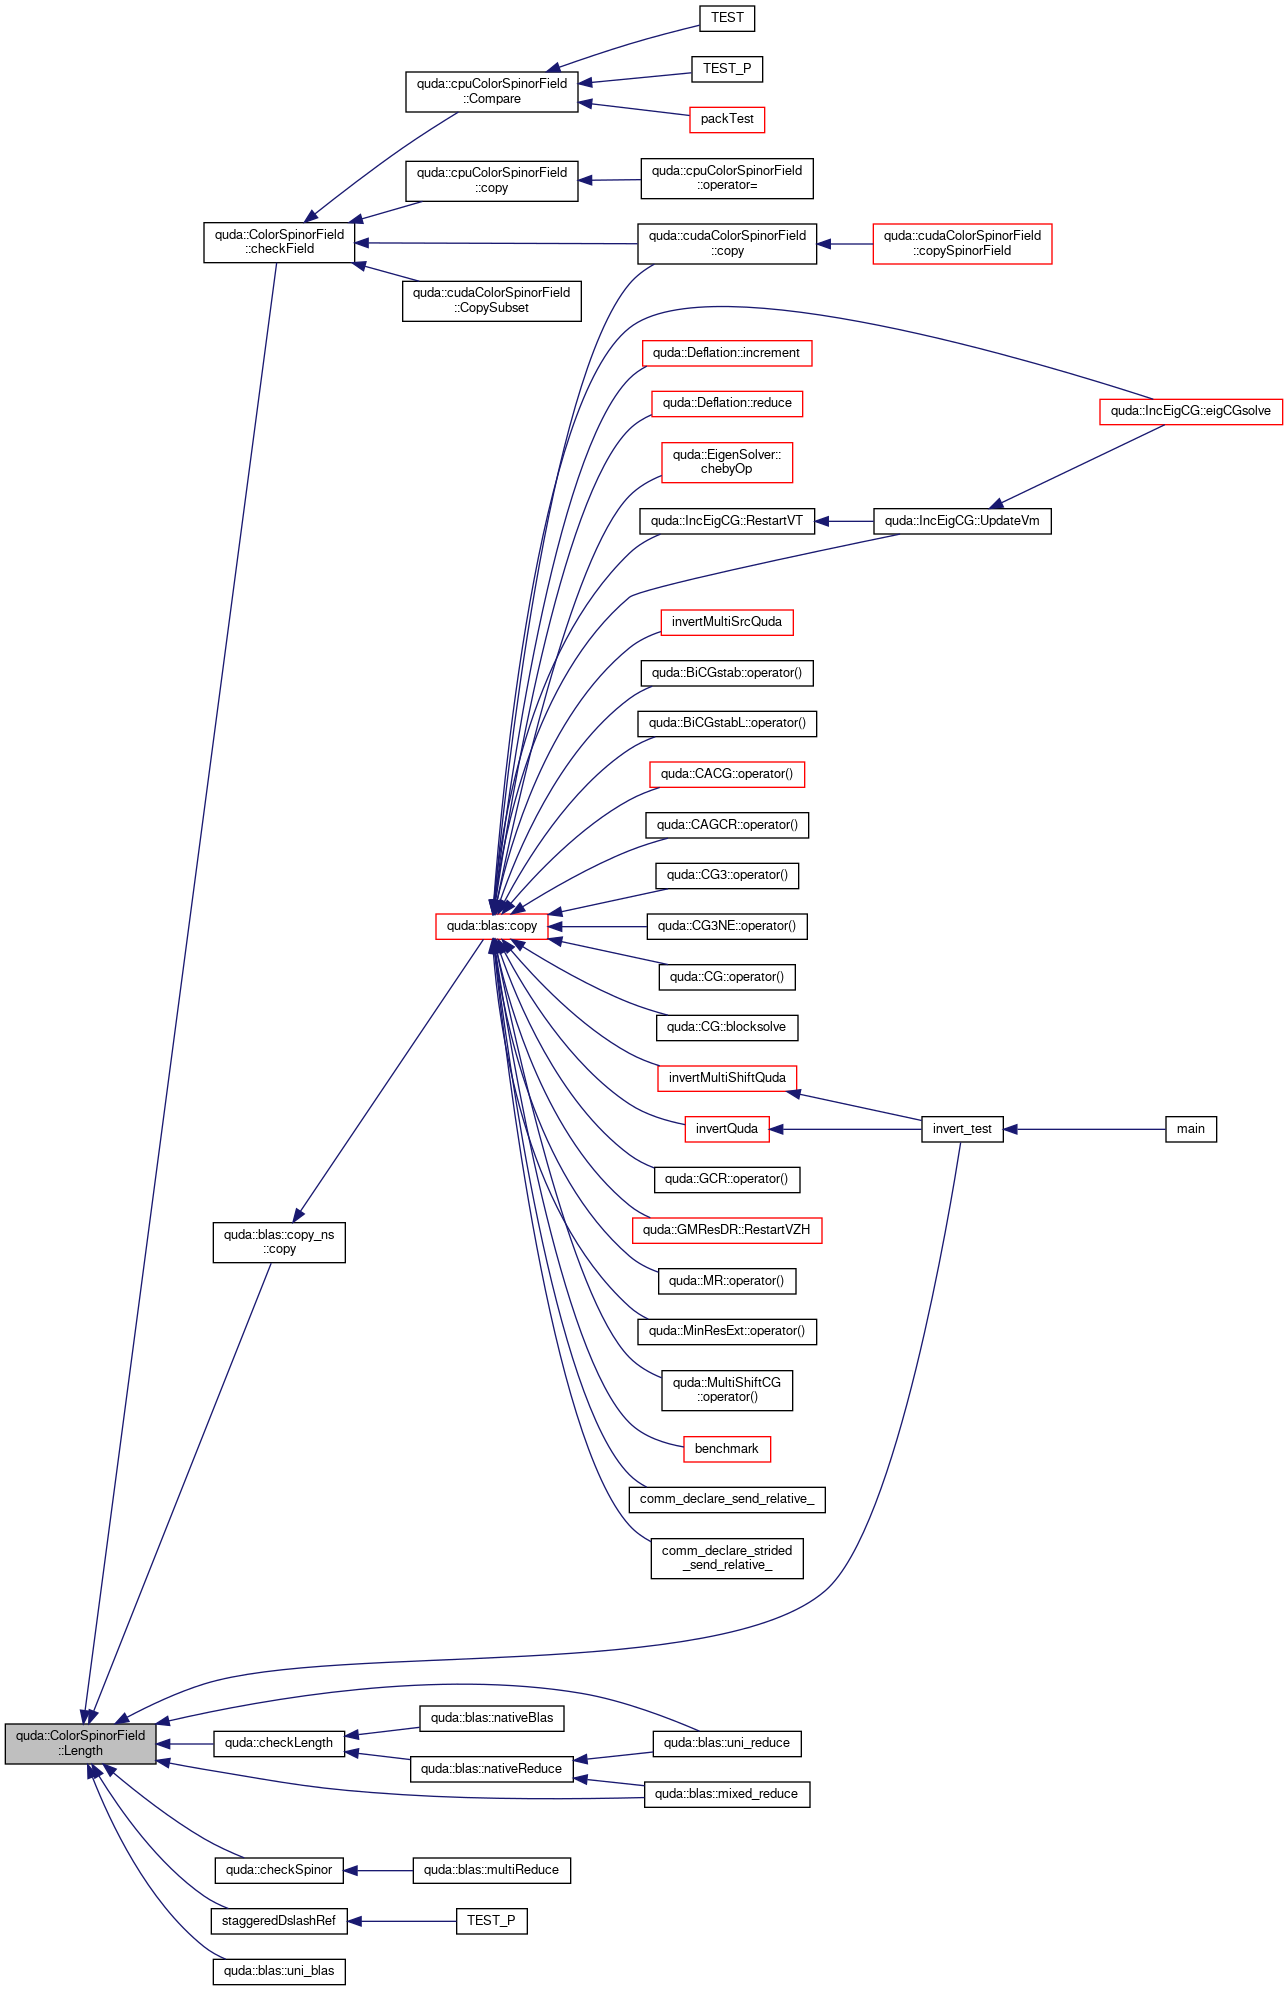 TEST
quda::cpuColorSpinorField
::Compare
TEST_P
packTest
quda::cpuColorSpinorField
::copy
quda::cpuColorSpinorField
::operator=
quda::ColorSpinorField
::checkField
quda::cudaColorSpinorField
::copy
quda::cudaColorSpinorField
::copySpinorField
quda::cudaColorSpinorField
::CopySubset
quda::Deflation::increment
quda::Deflation::reduce
quda::IncEigCG::eigCGsolve
quda::EigenSolver::
chebyOp
quda::IncEigCG::RestartVT
quda::IncEigCG::UpdateVm
invertMultiSrcQuda
quda::BiCGstab::operator()
quda::BiCGstabL::operator()
quda::CACG::operator()
quda::CAGCR::operator()
quda::CG3::operator()
quda::blas::copy
quda::CG3NE::operator()
quda::CG::operator()
quda::CG::blocksolve
invertMultiShiftQuda
invertQuda
invert_test
main
quda::GCR::operator()
quda::GMResDR::RestartVZH
quda::blas::copy_ns
::copy
quda::MR::operator()
quda::MinResExt::operator()
quda::MultiShiftCG
::operator()
benchmark
comm_declare_send_relative_
comm_declare_strided
_send_relative_
quda::ColorSpinorField
::Length
quda::blas::nativeBlas
quda::checkLength
quda::blas::uni_reduce
quda::blas::nativeReduce
quda::blas::mixed_reduce
quda::checkSpinor
quda::blas::multiReduce
staggeredDslashRef
TEST_P
quda::blas::uni_blas